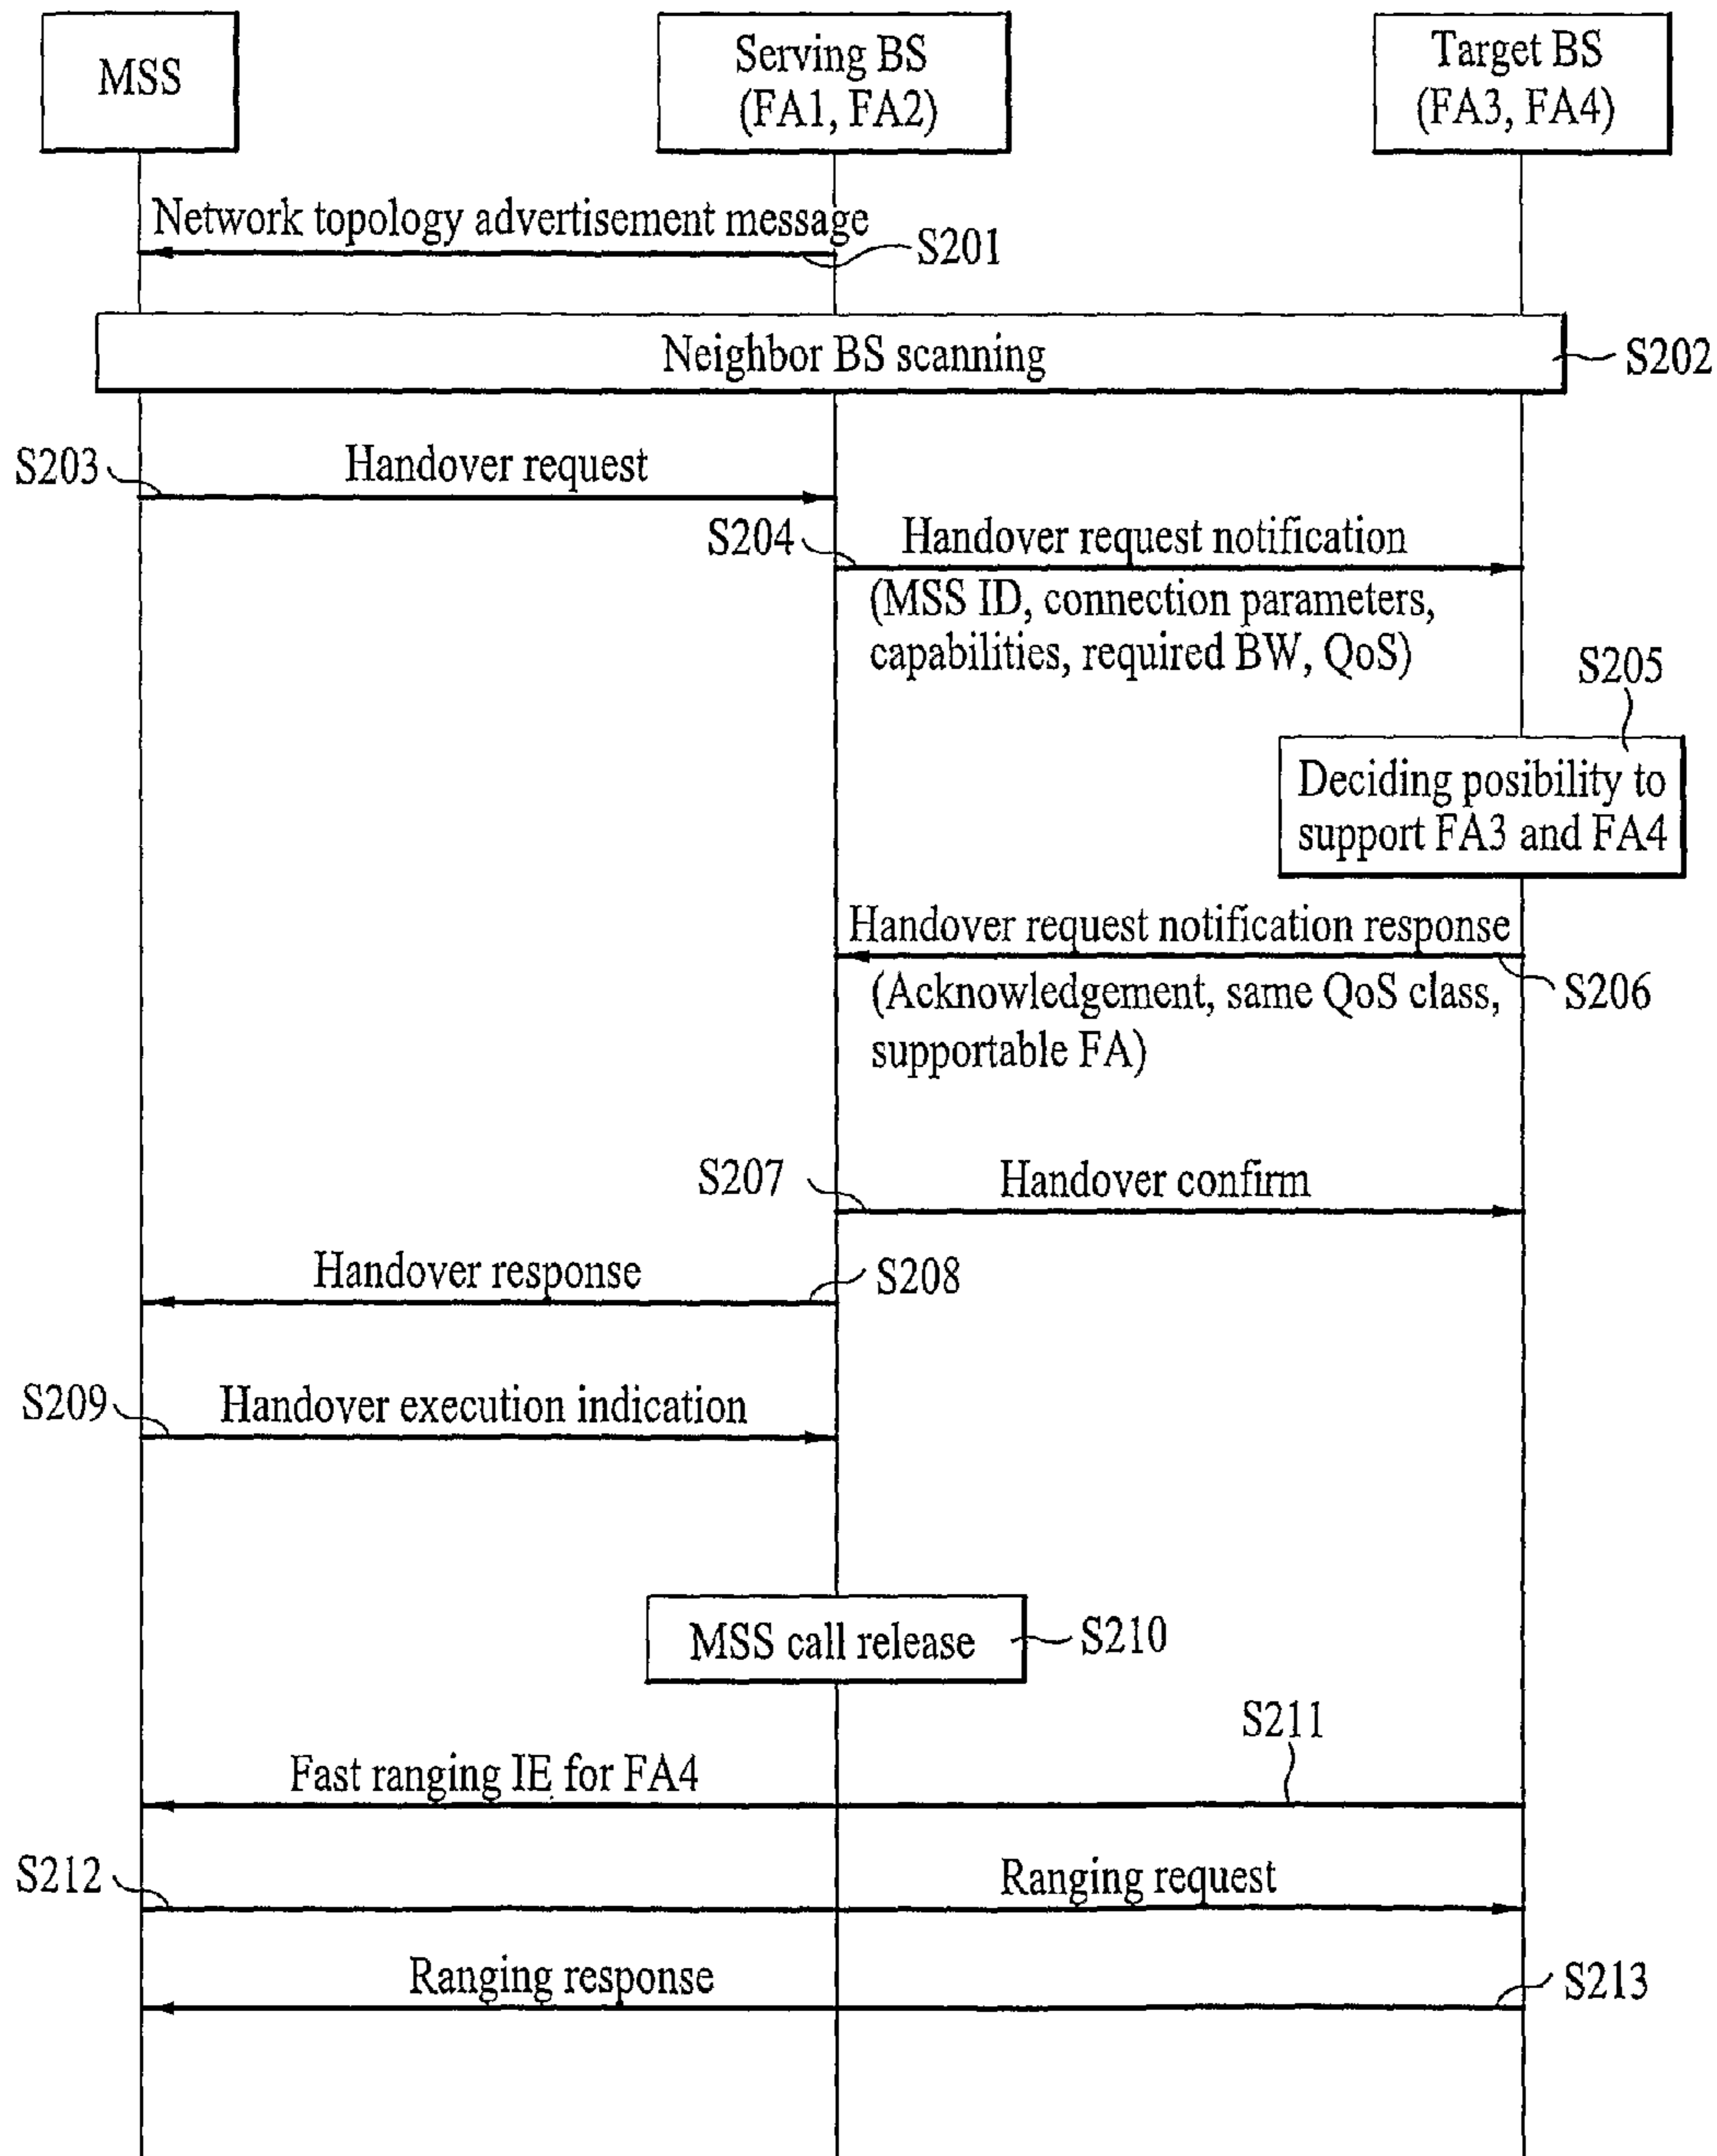 MSS
Serving BS
(FA1, FA2)
Target BS
(FA3, FA4)
Network topology advertisement message
S201
Neighbor BS scanning
S202
S203
Handover request
S204
Handover request notification
(MSS ID, connection parameters,
capabilities, required BW, QoS)
S205
Deciding posibility to
support FA3 and FA4
Handover request notification response
(Acknowledgement, same QoS class,
supportable FA)
S206
S207
Handover confirm
Handover response
S208
S209
Handover execution indication
MSS call release
S210
S211
Fast ranging IE for FA4
S212
Ranging request
Ranging response
S213